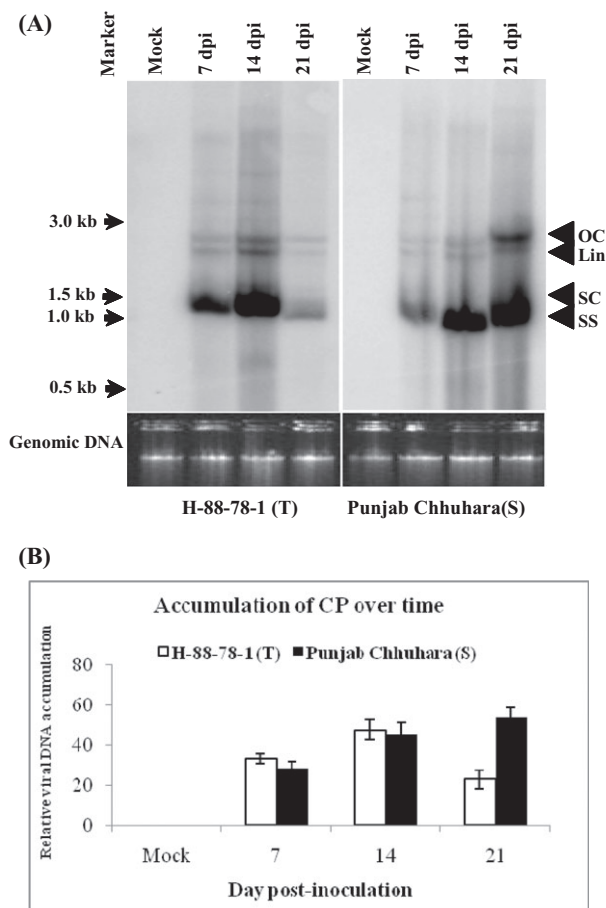 (A)
Marker
Mock
7 dpi
14 dpi
21 dpi
Mock
7 dpi
14 dpi
21 dpi
3.0 kb
1.5 kb
1.0 kb
0.5 kb
OC
Lin
SC
SS
Genomic DNA
H-88-78-1 (T) Punjab Chhuhara(S)
(B)
Accumulation of CP over time
H-88-78-1(T) Punjab Chhuhara(S)
Relative viral DNA accumulation
80
60
40
20
0
Mock 7 14 21
Day post-inoculation